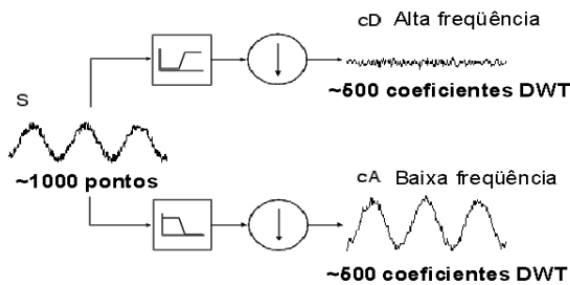 cD Alta freqüência
~500 coeficientes DWT
S
~1000 pontos
cA Baixa freqüência
~500 coeficientes DWT